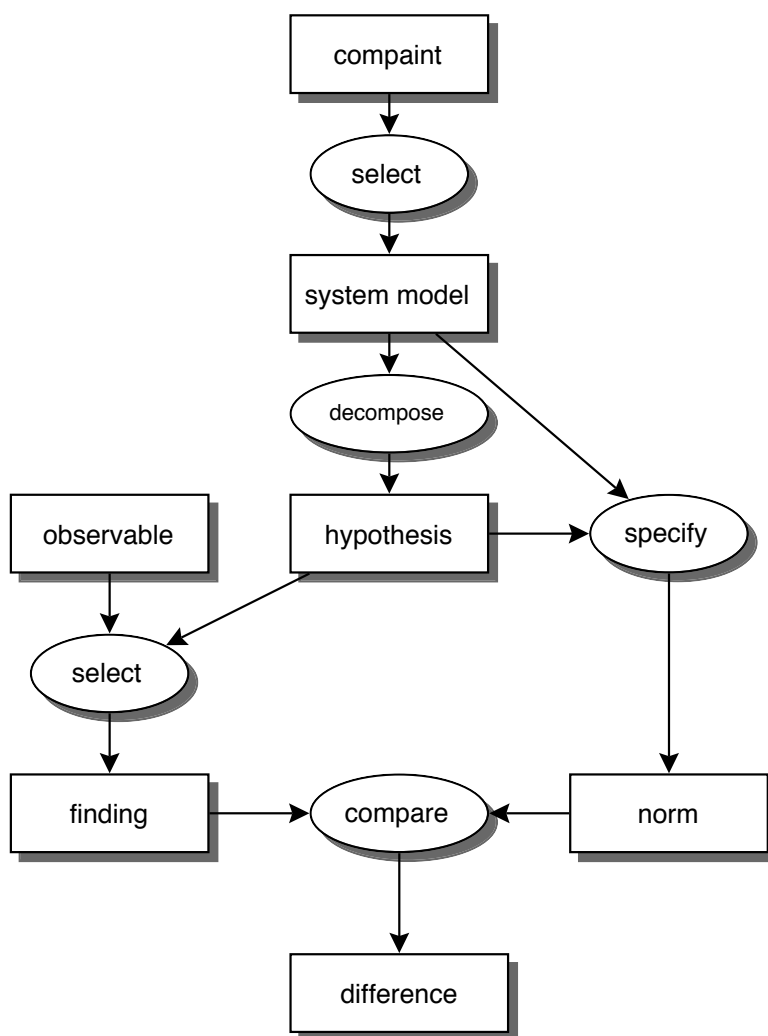 compaint
select
system model
decompose
observable
hypothesis
specify
select
finding
compare
norm
difference